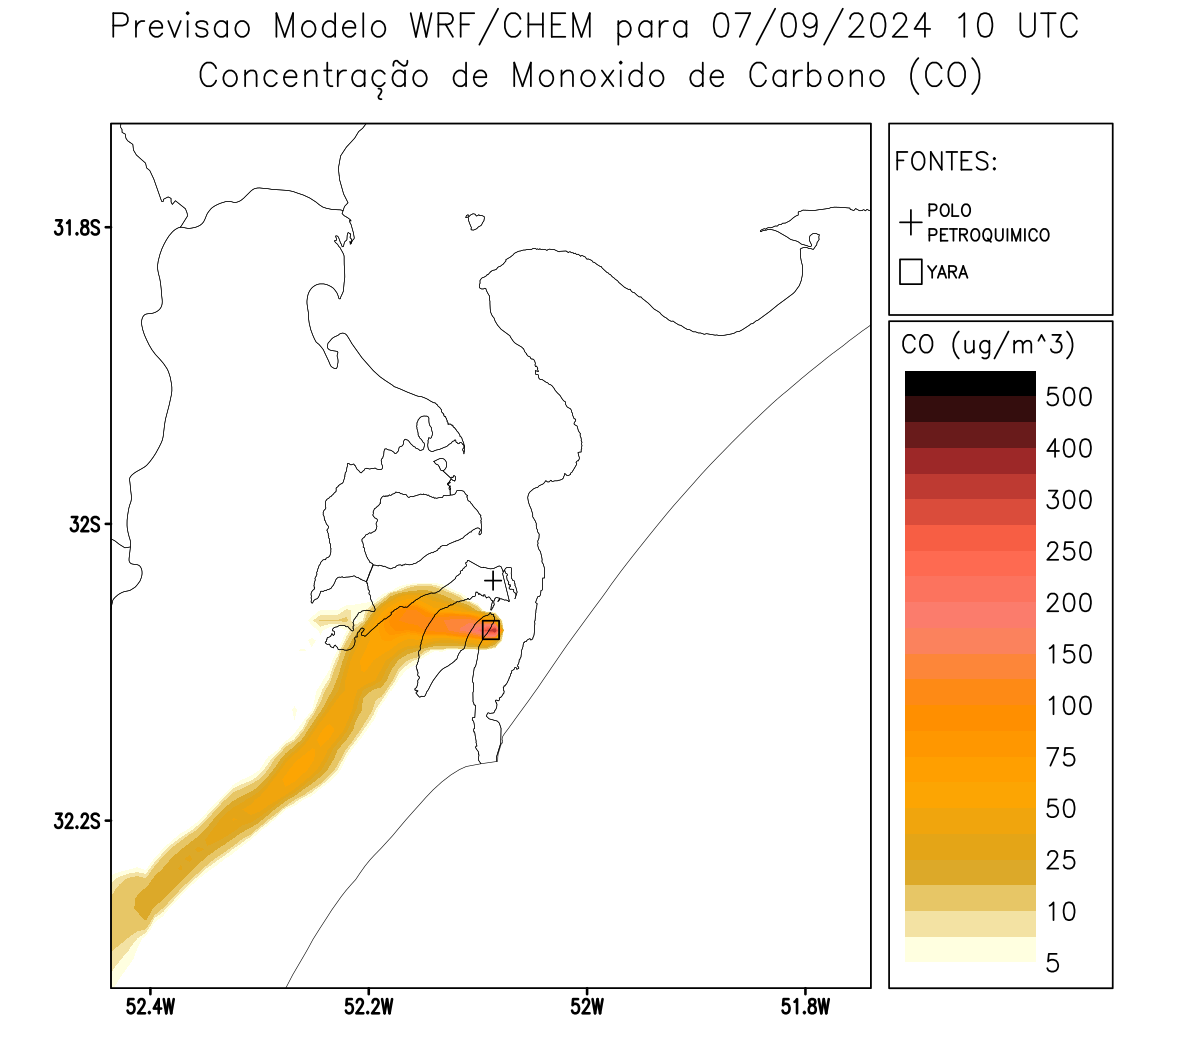 Previsao Modelo WRF/CHEM para 07/09/2024 10 UTC
Concentração de Monoxido de Carbono (CO)
FONTES:
POLO
PETROQUIMICO
YARA
CO (ug/m^3)
500
400
300
250
200
150
100
75
50
25
10
5
31.8S
32S
32.2S
52.4W
52.2W
52W
51.8W